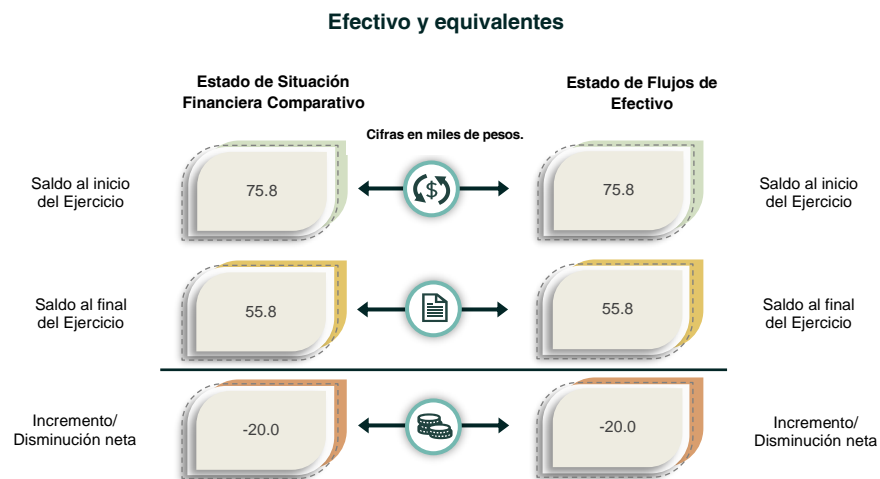 Efectivo y equivalentes
Estado de Situación
Financiera Comparativo
Estado de Flujos de
Efectivo
Cifras en miles de pesos.
Saldo al inicio
del Ejercicio
75.8
$
75.8
Saldo al inicio
del Ejercicio
Saldo al final
del Ejercicio
55.8
55.8
Saldo al final
del Ejercicio
Incremento/
Disminución neta
-20.0
-20.0
Incremento/
Disminución neta